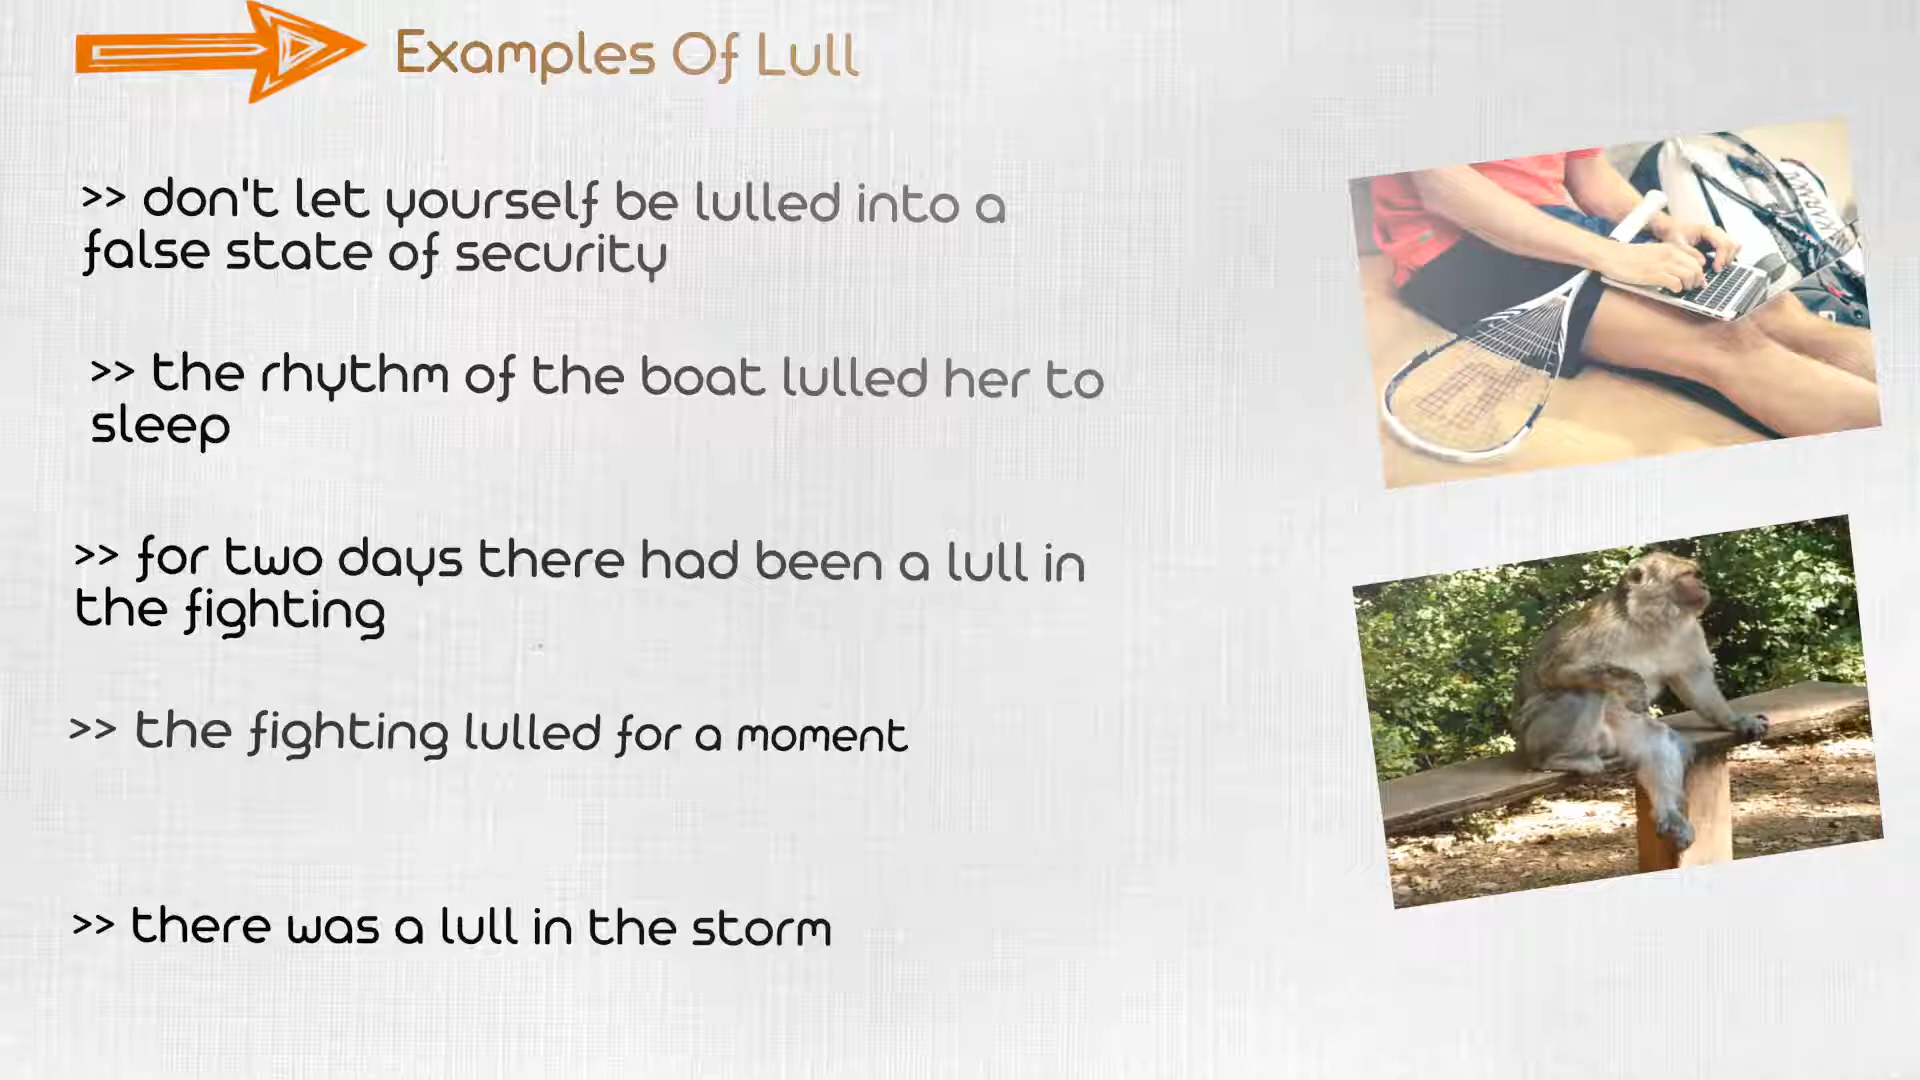 Examples Of Lull
>> don't let yourself be lulled into a
false state of security
>> the rhythm of the boat lulled her to
sleep
>> for two days there had been a lull in
the fighting
>> the fighting lulled for a moment
>> there was a lull in the storm